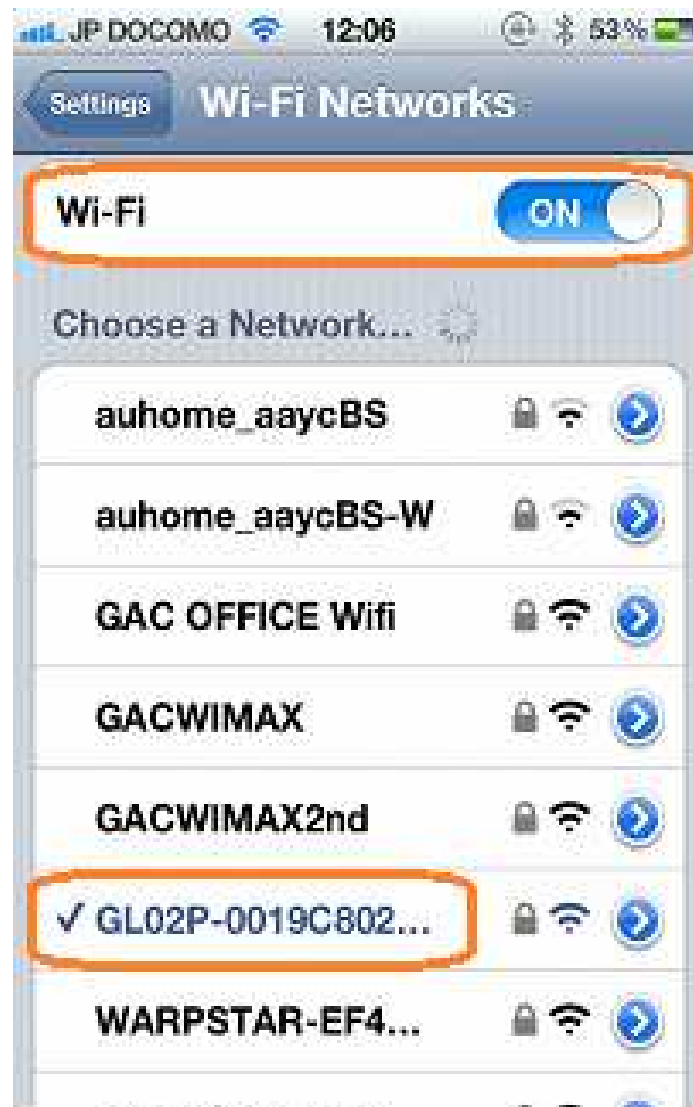 JP DOCOMO 12:06 53%
Settings Wi-Fi Networks
Wi-Fi ON
Choose a Network...
auhome_aaycBS
auhome_aaycBS-W
GAC OFFICE Wifi
GACWIMAX
GACWIMAX2nd
✓ GL02P-0019C802...
WARPSTAR-EF4...